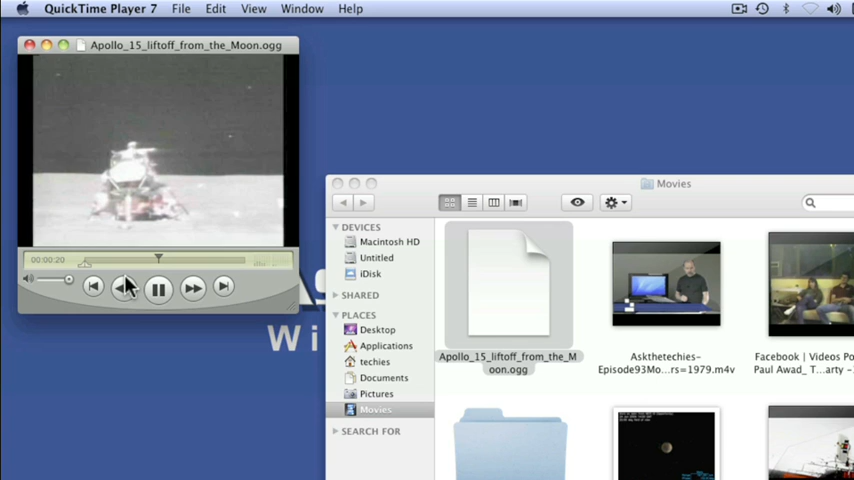 QuickTime Player 7 File Edit View Window Help
Apollo_15_liftoff_from_the_Moon.ogg
00:00:20
Wi
Movies
DEVICES
Macintosh HD
Untitled
iDisk
SHARED
PLACES
Desktop
Applications
techies
Documents
Pictures
Movies
SEARCH FOR
Apollo_15_liftoff_from_the_M
oon.ogg
Askthetechies-
Episode93Mo...rs=1979.m4v
Facebook | Videos Po
Paul Awad_ T...arty -